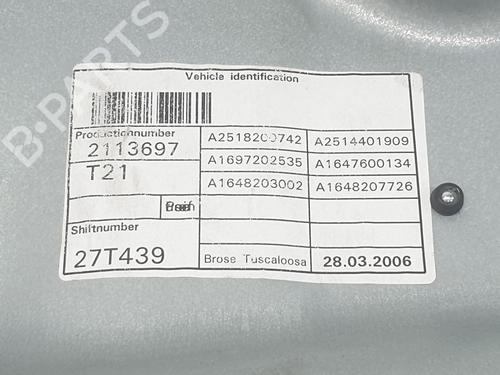 B-PARTS
Vehicle identification
Productionnumber
2113697
T21
Shiftnumber
27T439
A2518200742 A2514401909
A1697202535 A1647600134
A1648203002 A1648207726
Brose Tuscaloosa 28.03.2006